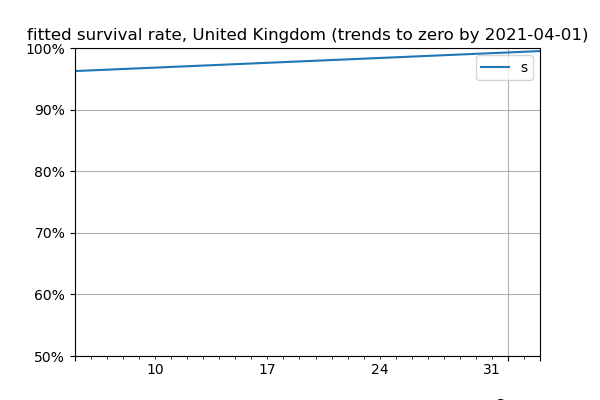 fitted survival rate, United Kingdom (trends to zero by 2021-04-01)
100%
s
90%
80%
70%
60%
50%
10 17 24 31